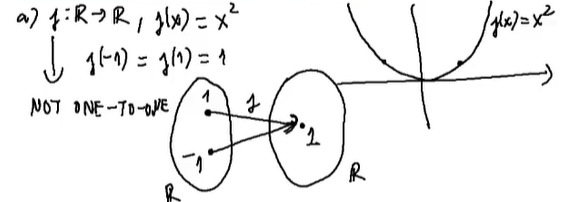 a) f: ℝ → ℝ, f(x) = x²
f(x) = x²
f(-1) = f(1) = 1
NOT ONE-TO-ONE
1
f
-1
1
ℝ
ℝ